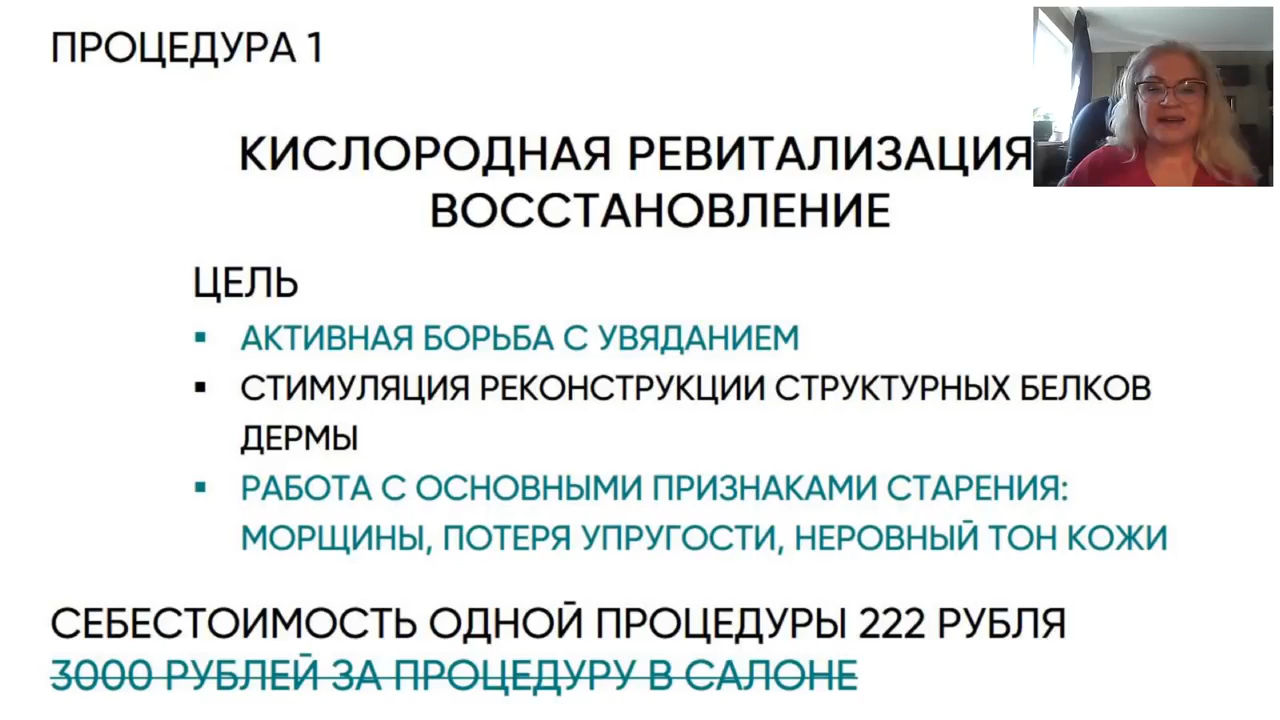 ПРОЦЕДУРА 1
КИСЛОРОДНАЯ РЕВИТАЛИЗАЦИЯ
ВОССТАНОВЛЕНИЕ
ЦЕЛЬ
▪ АКТИВНАЯ БОРЬБА С УВЯДАНИЕМ
▪ СТИМУЛЯЦИЯ РЕКОНСТРУКЦИИ СТРУКТУРНЫХ БЕЛКОВ
ДЕРМЫ
▪ РАБОТА С ОСНОВНЫМИ ПРИЗНАКАМИ СТАРЕНИЯ:
МОРЩИНЫ, ПОТЕРЯ УПРУГОСТИ, НЕРОВНЫЙ ТОН КОЖИ
СЕБЕСТОИМОСТЬ ОДНОЙ ПРОЦЕДУРЫ 222 РУБЛЯ
3000 РУБЛЕЙ ЗА ПРОЦЕДУРУ В САЛОНЕ